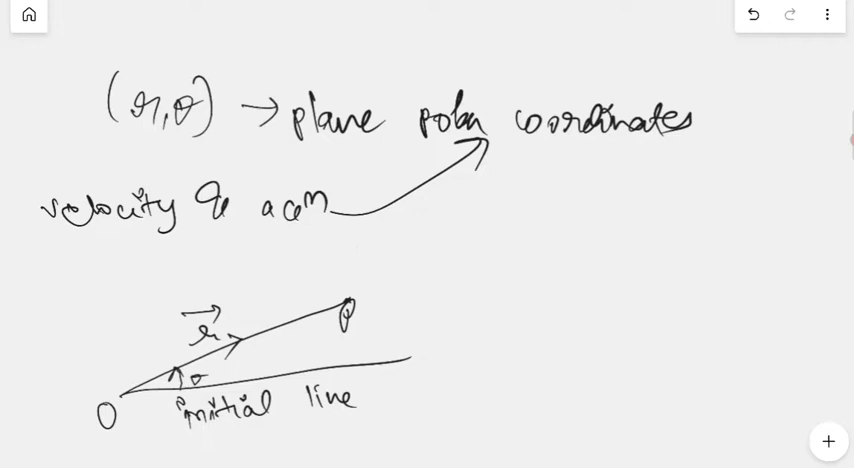 (r,θ) → plane polar coordinates
velocity & accn
r⃗
P
θ
O
initial line